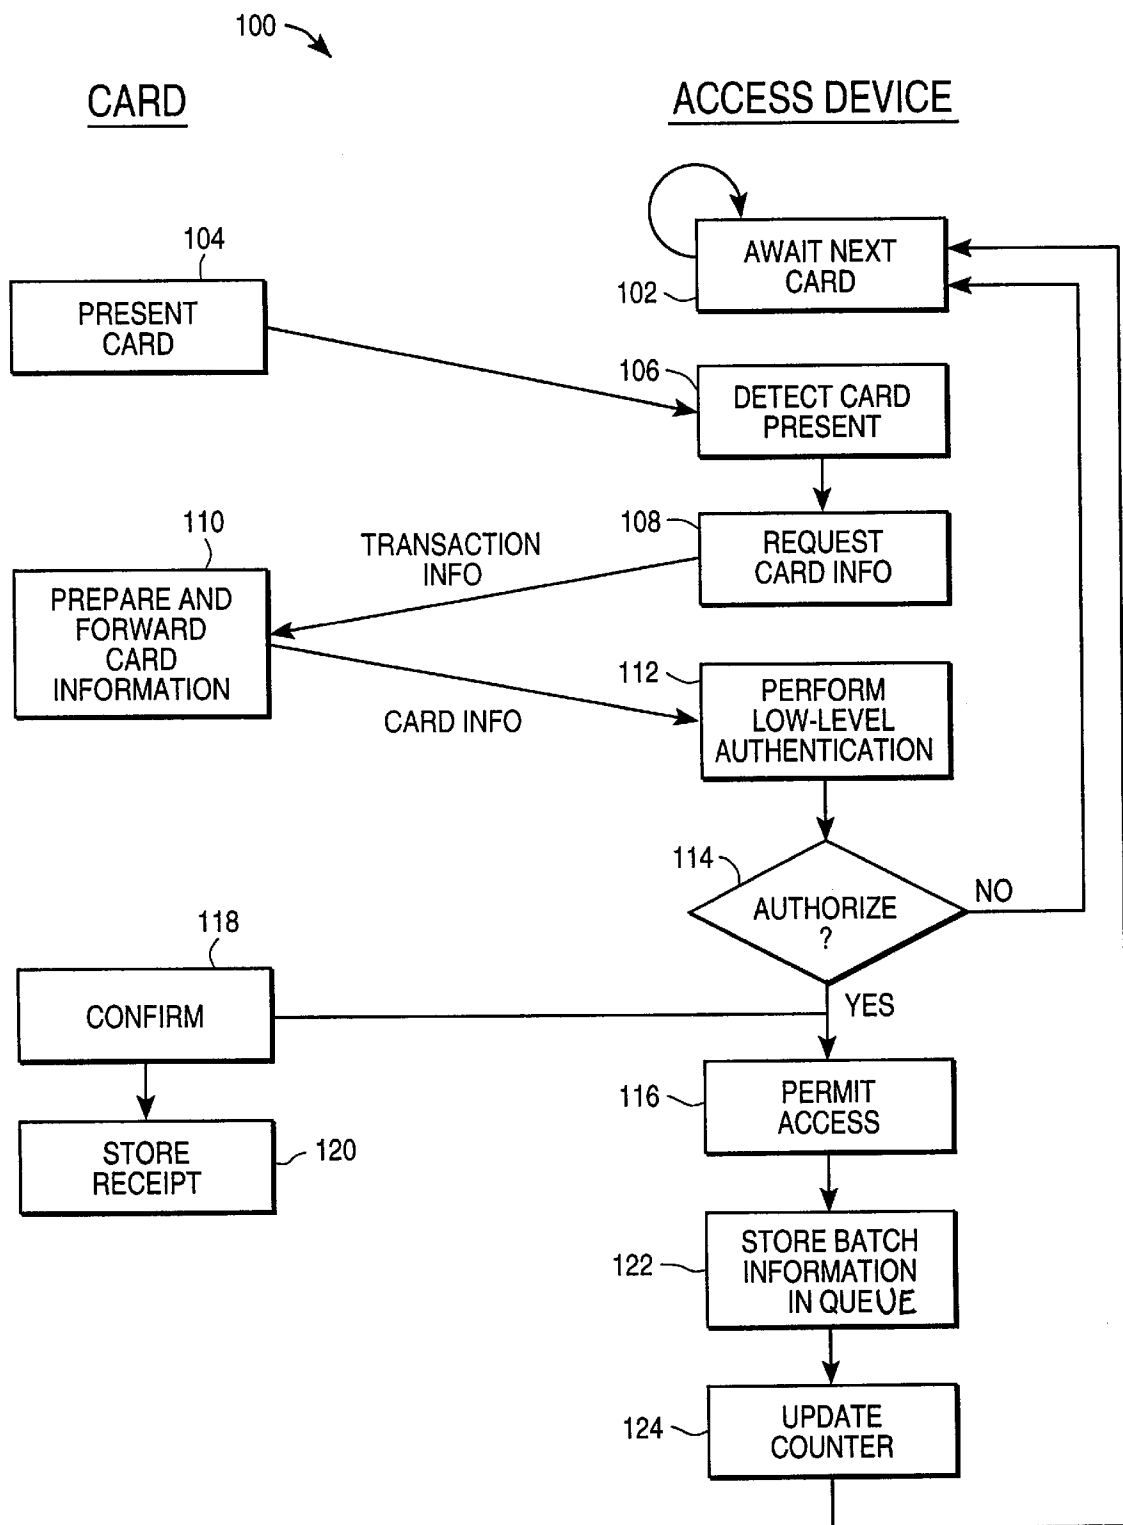 100
CARD
ACCESS DEVICE
104
PRESENT
CARD
AWAIT NEXT
CARD
102
106
DETECT CARD
PRESENT
108
REQUEST
CARD INFO
TRANSACTION
INFO
110
PREPARE AND
FORWARD
CARD
INFORMATION
CARD INFO
112
PERFORM
LOW-LEVEL
AUTHENTICATION
114
AUTHORIZE
?
NO
YES
118
CONFIRM
116
PERMIT
ACCESS
STORE
RECEIPT
120
122
STORE BATCH
INFORMATION
IN QUEUE
124
UPDATE
COUNTER